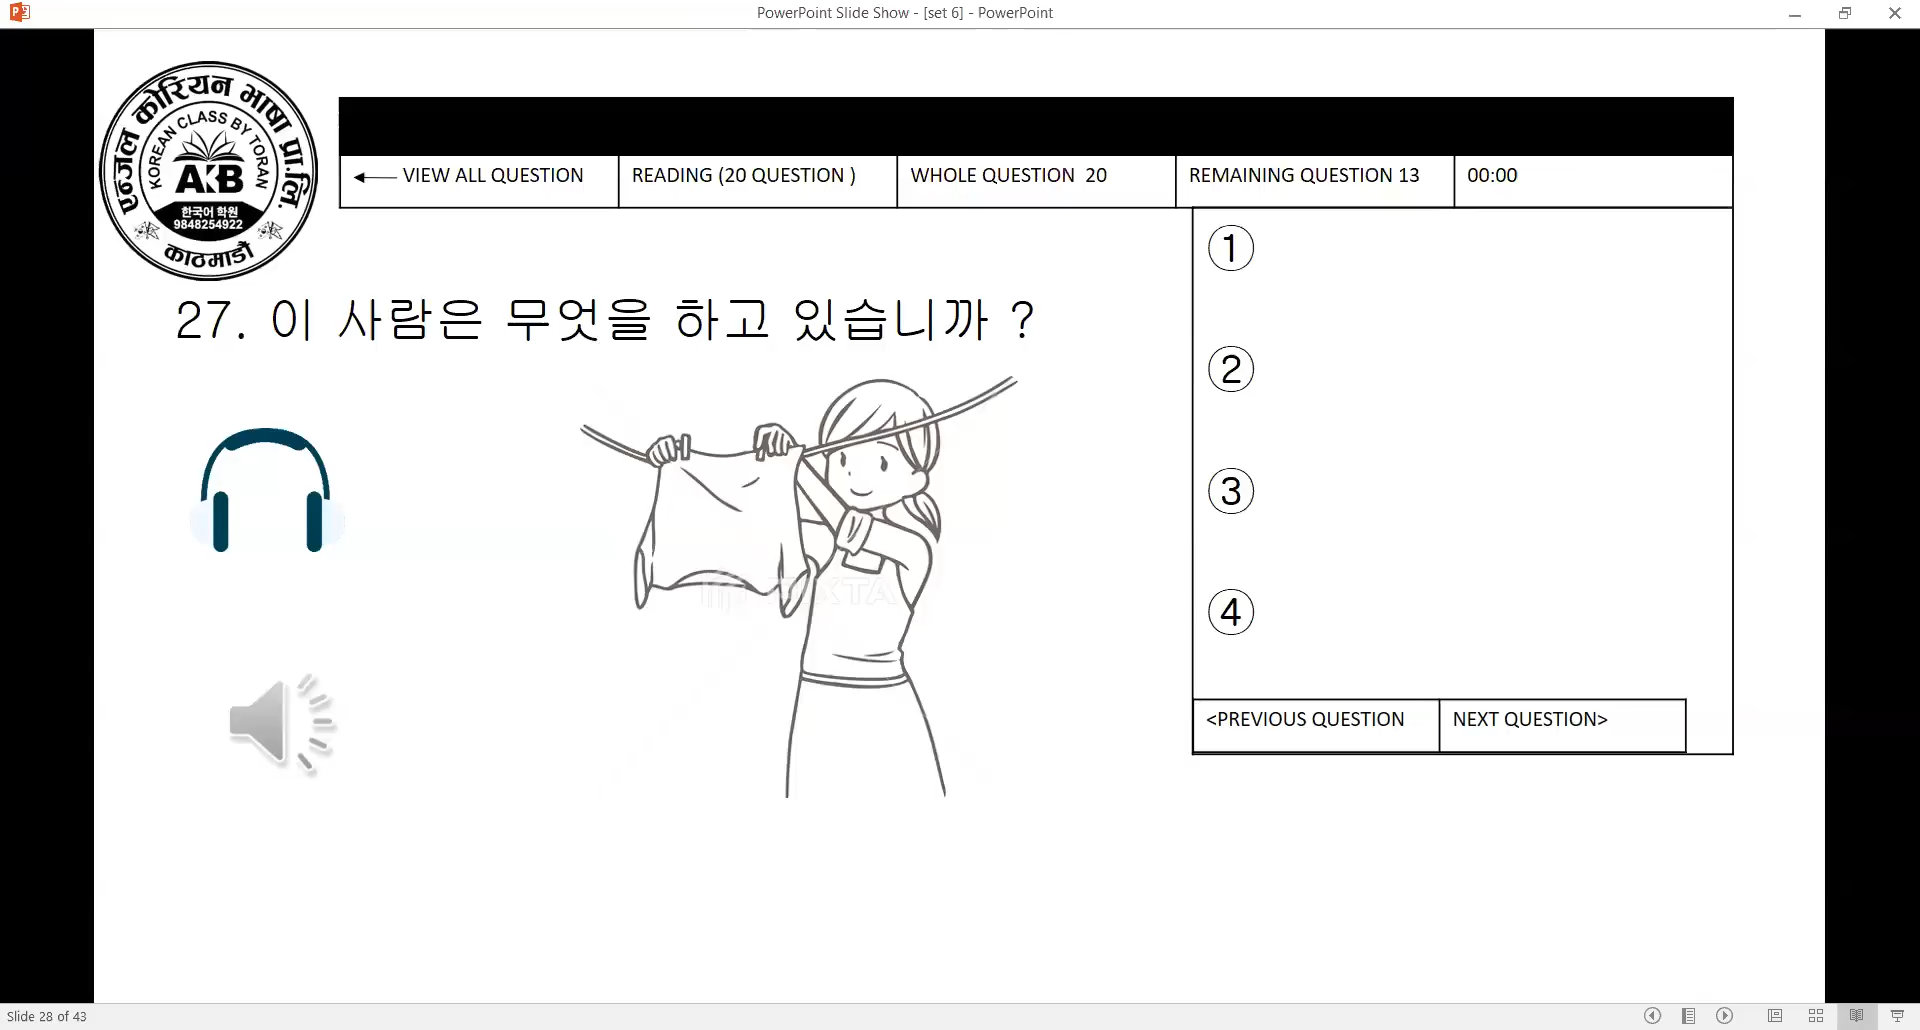 PowerPoint Slide Show - [set 6] - PowerPoint
एन्जल कोरियन भाषा प्रा.लि.
KOREAN CLASS BY TORAN
AKB
한국어 학원
9848254922
काठमाडौं
VIEW ALL QUESTION
READING (20 QUESTION )
WHOLE QUESTION 20
REMAINING QUESTION 13
00:00
27. 이 사람은 무엇을 하고 있습니까 ?
①
②
③
④
<PREVIOUS QUESTION
NEXT QUESTION>
Slide 28 of 43